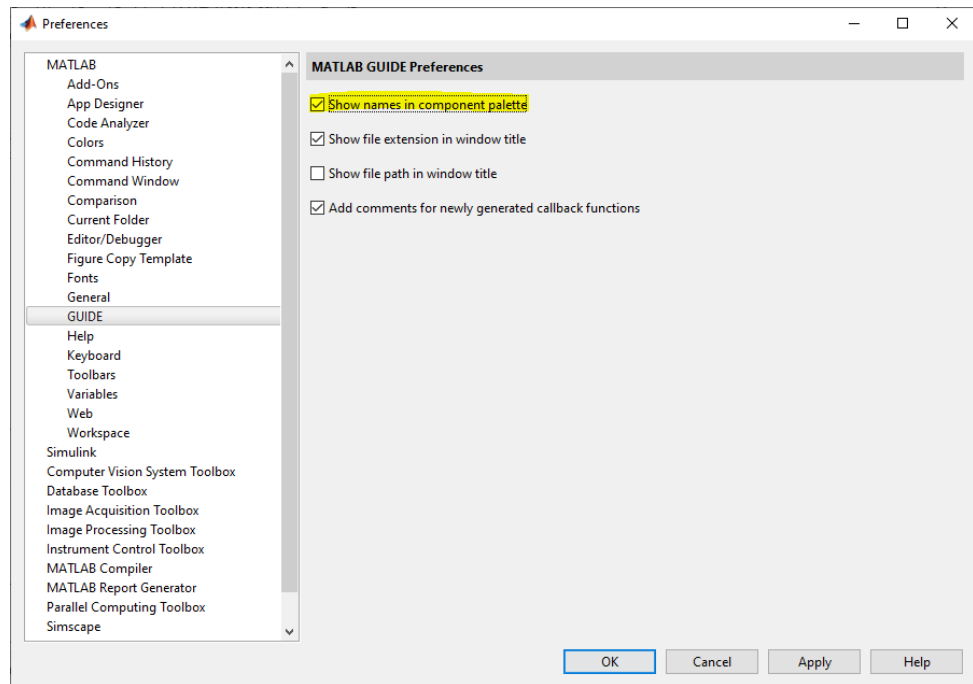 Preferences
MATLAB
Add-Ons
App Designer
Code Analyzer
Colors
Command History
Command Window
Comparison
Current Folder
Editor/Debugger
Figure Copy Template
Fonts
General
GUIDE
Help
Keyboard
Toolbars
Variables
Web
Workspace
Simulink
Computer Vision System Toolbox
Database Toolbox
Image Acquisition Toolbox
Image Processing Toolbox
Instrument Control Toolbox
MATLAB Compiler
MATLAB Report Generator
Parallel Computing Toolbox
Simscape
MATLAB GUIDE Preferences
Show names in component palette
Show file extension in window title
Show file path in window title
Add comments for newly generated callback functions
OK Cancel Apply Help